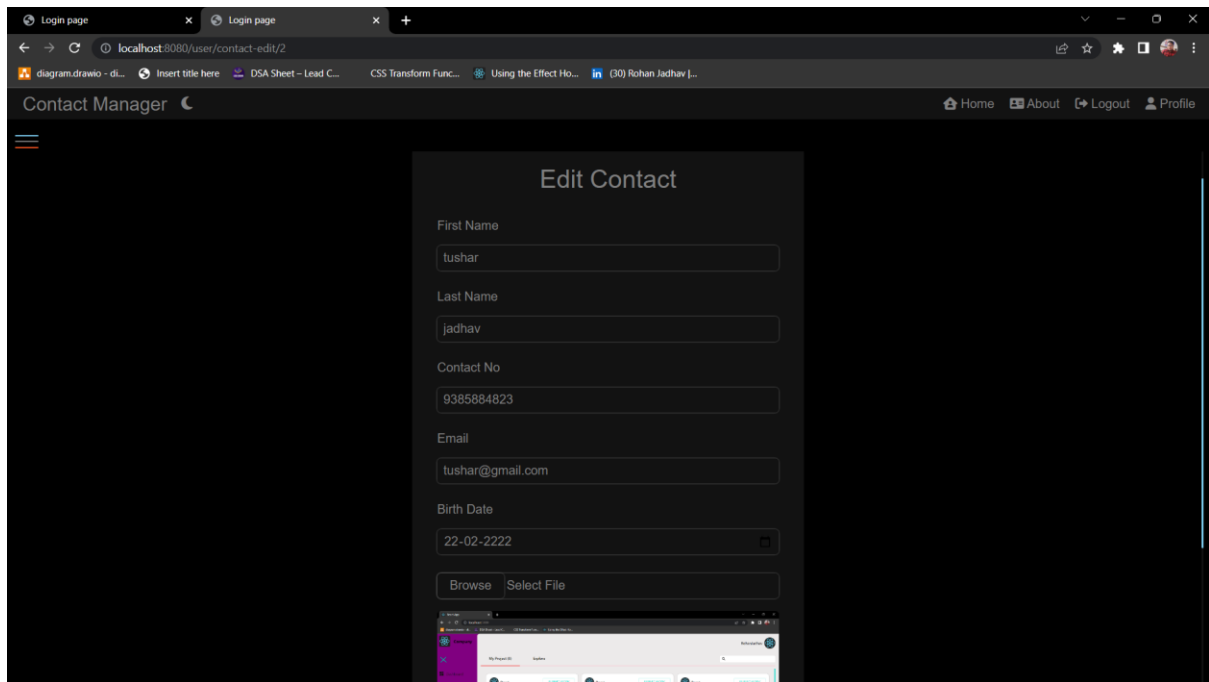 Login page
Login page
localhost:8080/user/contact-edit/2
diagram.drawio - di... Insert title here DSA Sheet – Lead C... CSS Transform Func... Using the Effect Ho... (30) Rohan Jadhav |...
Contact Manager Home About Logout Profile
Edit Contact
First Name
tushar
Last Name
jadhav
Contact No
9385884823
Email
tushar@gmail.com
Birth Date
22-02-2222
Browse Select File
My Project (0)